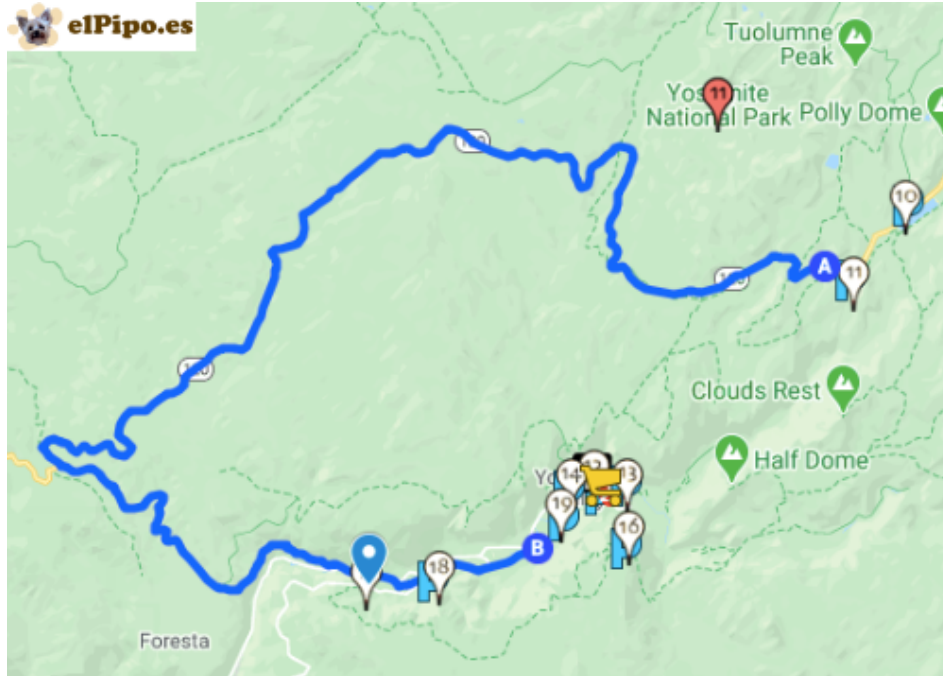 elPipo.es
Tuolumne
Peak
11
National Park
Polly Dome
10
A
11
Clouds Rest
Half Dome
14
13
19
16
B
18
Foresta